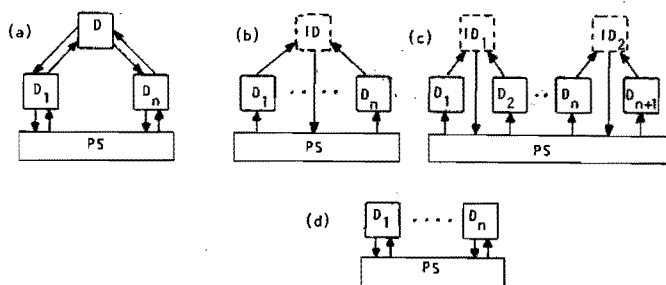 (a) D
D1 Dn
PS
(b) ID
D1 ..... Dn
PS
(c) ID1 ID2
D1 D2 .. Dn Dn+1
PS
(d) D1 .... Dn
PS